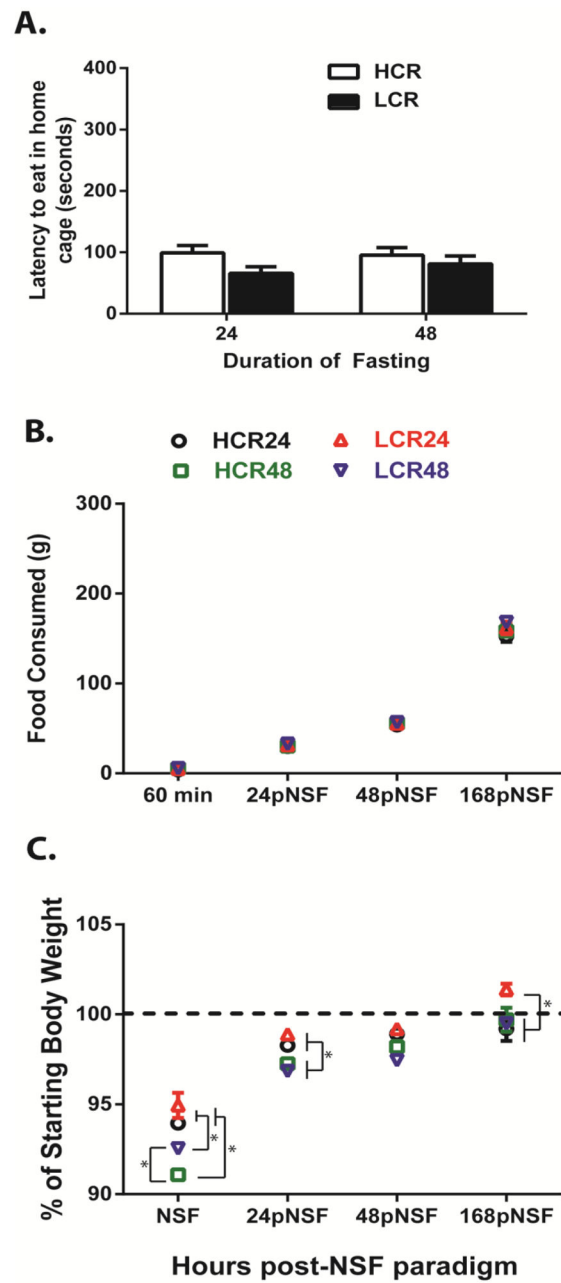 A.
Latency to eat in home
cage (seconds)
400
300
200
100
0
HCR
LCR
24 48
Duration of Fasting
B.
HCR24 LCR24
HCR48 LCR48
Food Consumed (g)
300
200
100
0
60 min 24pNSF 48pNSF 168pNSF
C.
% of Starting Body Weight
105
100
95
90
*
*
*
*
*
NSF 24pNSF 48pNSF 168pNSF
Hours post-NSF paradigm